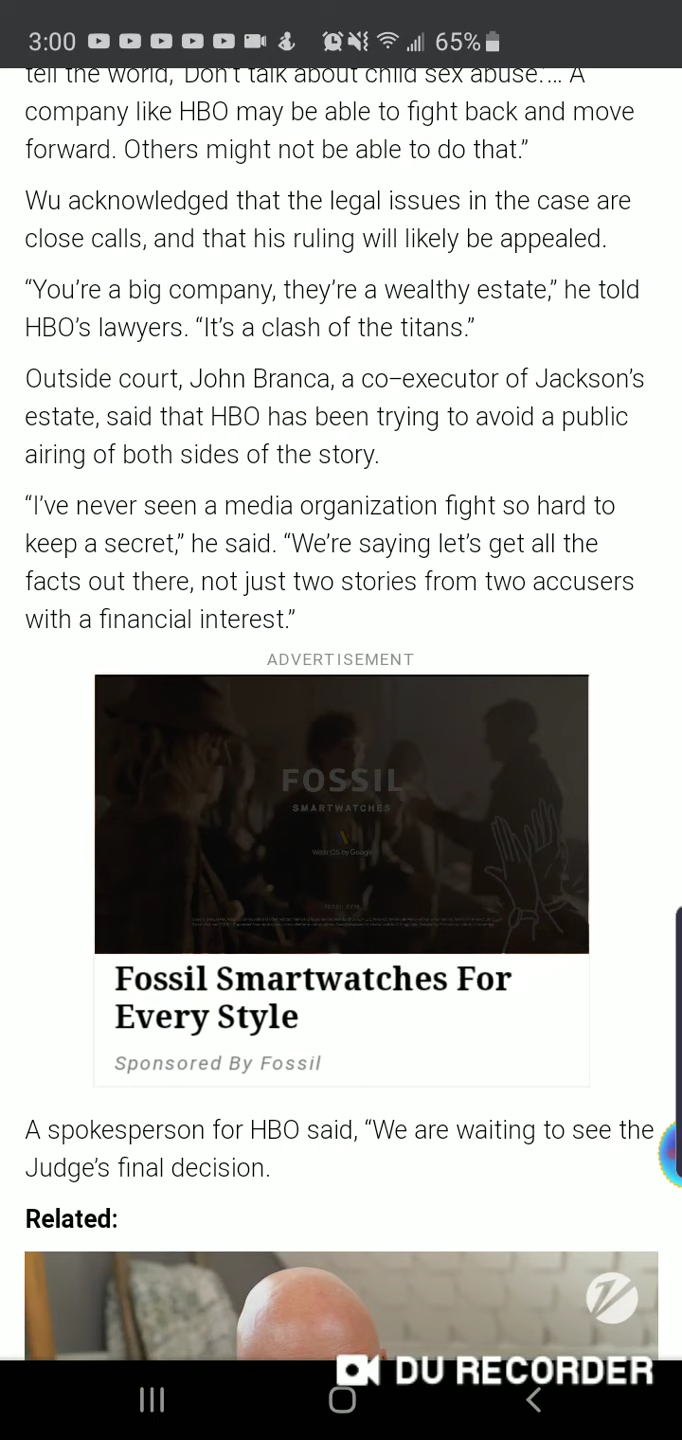 3:00
65%
tell the world, 'Don't talk about child sex abuse.'… A
company like HBO may be able to fight back and move
forward. Others might not be able to do that.”
Wu acknowledged that the legal issues in the case are
close calls, and that his ruling will likely be appealed.
“You’re a big company, they’re a wealthy estate,” he told
HBO’s lawyers. “It’s a clash of the titans.”
Outside court, John Branca, a co–executor of Jackson’s
estate, said that HBO has been trying to avoid a public
airing of both sides of the story.
“I’ve never seen a media organization fight so hard to
keep a secret,” he said. “We’re saying let’s get all the
facts out there, not just two stories from two accusers
with a financial interest.”
ADVERTISEMENT
FOSSIL
SMARTWATCHES
Wear OS by Google
FOSSIL.COM
Fossil Smartwatches For
Every Style
Sponsored By Fossil
A spokesperson for HBO said, “We are waiting to see the
Judge’s final decision.
Related:
DU RECORDER